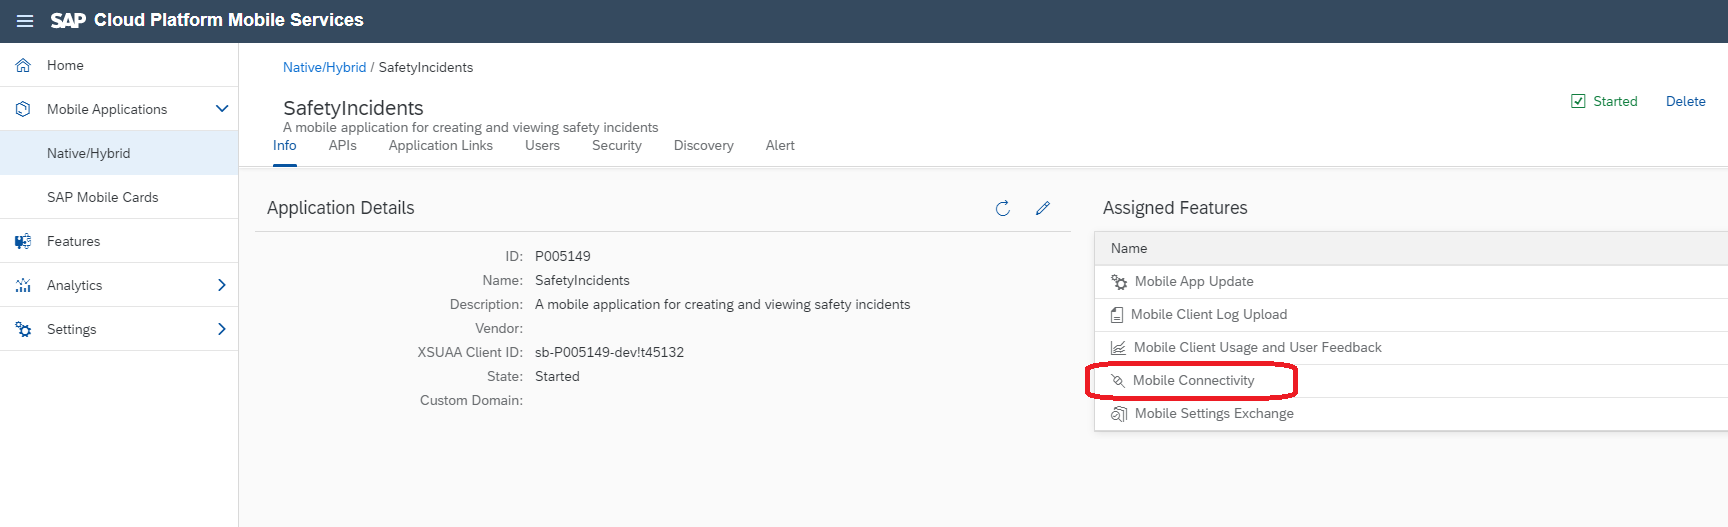 SAP Cloud Platform Mobile Services
Home
Mobile Applications
Native/Hybrid
SAP Mobile Cards
Features
Analytics
Settings
Native/Hybrid / SafetyIncidents
SafetyIncidents
A mobile application for creating and viewing safety incidents
Started Delete
Info APIs Application Links Users Security Discovery Alert
Application Details
ID: P005149
Name: SafetyIncidents
Description: A mobile application for creating and viewing safety incidents
Vendor:
XSUAA Client ID: sb-P005149-dev!t45132
State: Started
Custom Domain:
Assigned Features
Name
Mobile App Update
Mobile Client Log Upload
Mobile Client Usage and User Feedback
Mobile Connectivity
Mobile Settings Exchange